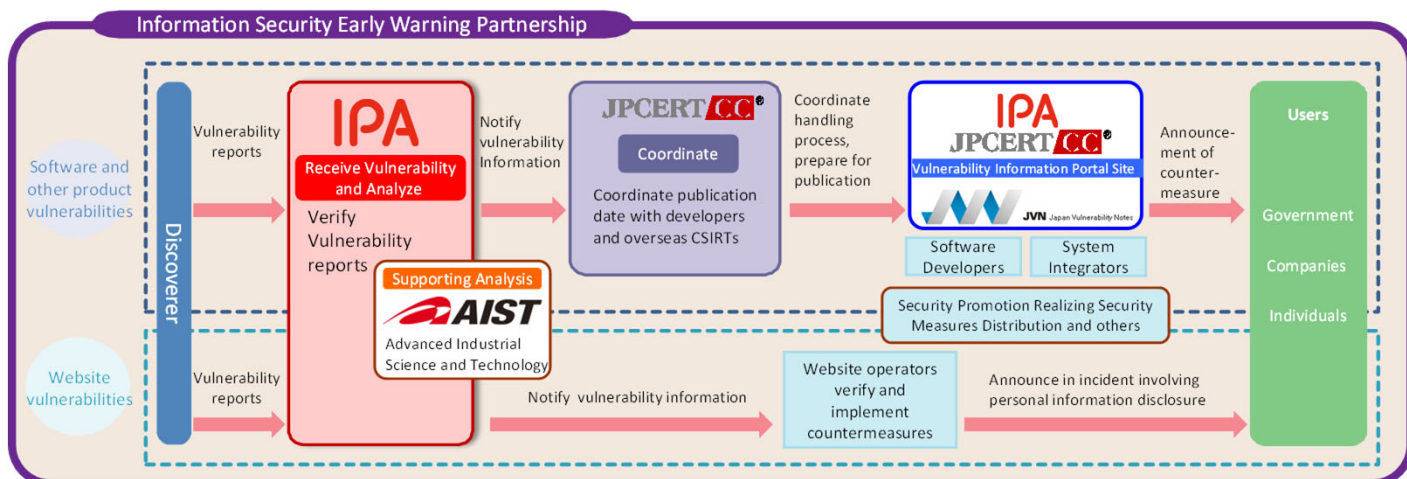 Information Security Early Warning Partnership
Software and
other product
vulnerabilities
Website
vulnerabilities
Discoverer
Vulnerability
reports
IPA
Receive Vulnerability
and Analyze
Verify
Vulnerability
reports
Supporting Analysis
AIST
Advanced Industrial
Science and Technology
Notify
vulnerability
Information
JPCERT CC®
Coordinate
Coordinate publication
date with developers
and overseas CSIRTs
Coordinate
handling
process,
prepare for
publication
IPA
JPCERT CC®
Vulnerability Information Portal Site
JVN Japan Vulnerability Notes
Software
Developers
System
Integrators
Security Promotion Realizing Security
Measures Distribution and others
Announce-
ment of
counter-
measure
Users
Government
Companies
Individuals
Vulnerability
reports
Notify vulnerability information
Website operators
verify and
implement
countermeasures
Announce in incident involving
personal information disclosure